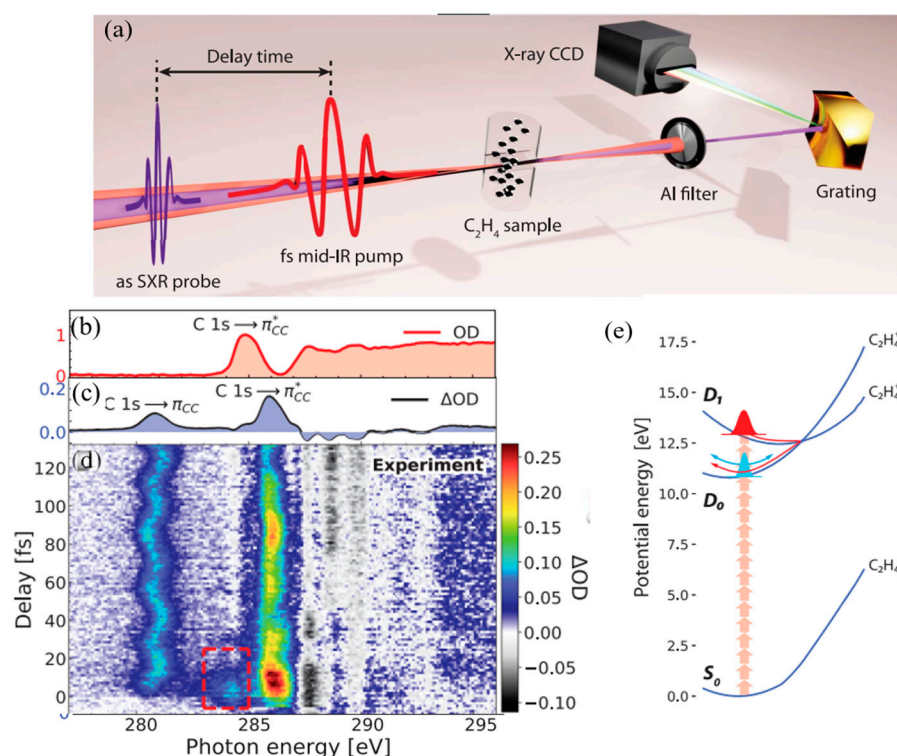 (a)
Delay time
X-ray CCD
as SXR probe
fs mid-IR pump
C₂H₄ sample
Al filter
Grating
(b)
C 1s → π*CC
OD
1
0
(c)
C 1s → πCC
C 1s → π*CC
ΔOD
0.2
0.0
(d)
Experiment
Delay [fs]
120
100
80
60
40
20
0
280
285
290
295
Photon energy [eV]
0.25
0.20
0.15
0.10
0.05
0.00
−0.05
−0.10
ΔOD
(e)
Potential energy [eV]
17.5
15.0
12.5
10.0
7.5
5.0
2.5
0.0
D₁
D₀
S₀
C₂H₄
C₂H₄
C₂H₄